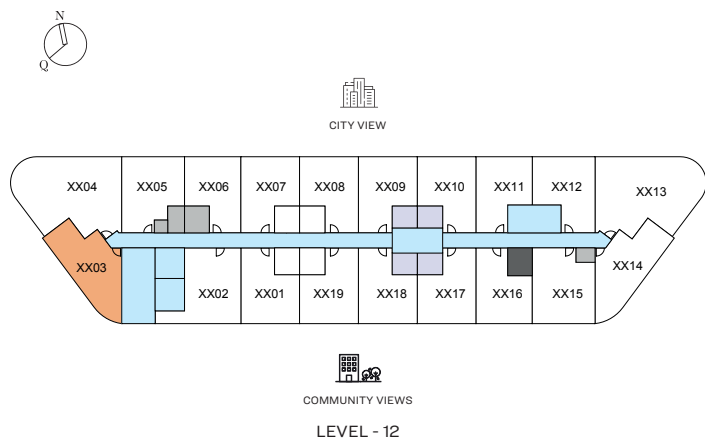 N
Q
CITY VIEW
XX04 XX05 XX06 XX07 XX08 XX09 XX10 XX11 XX12 XX13
XX03 XX14
XX02 XX01 XX19 XX18 XX17 XX16 XX15
COMMUNITY VIEWS
LEVEL - 12